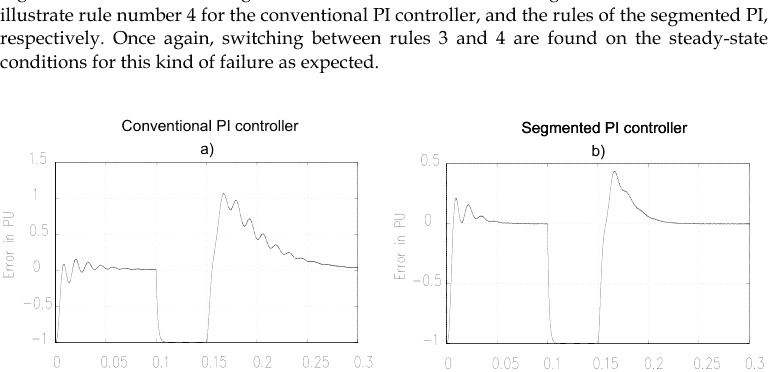 illustrate rule number 4 for the conventional PI controller, and the rules of the segmented PI,
respectively. Once again, switching between rules 3 and 4 are found on the steady-state
conditions for this kind of failure as expected.
Conventional PI controller
a)
1.5
1
0.5
0
−0.5
−1
Error in PU
0 0.05 0.1 0.15 0.2 0.25 0.3
Segmented PI controller
b)
0.5
0
−0.5
−1
Error in PU
0 0.05 0.1 0.15 0.2 0.25 0.3